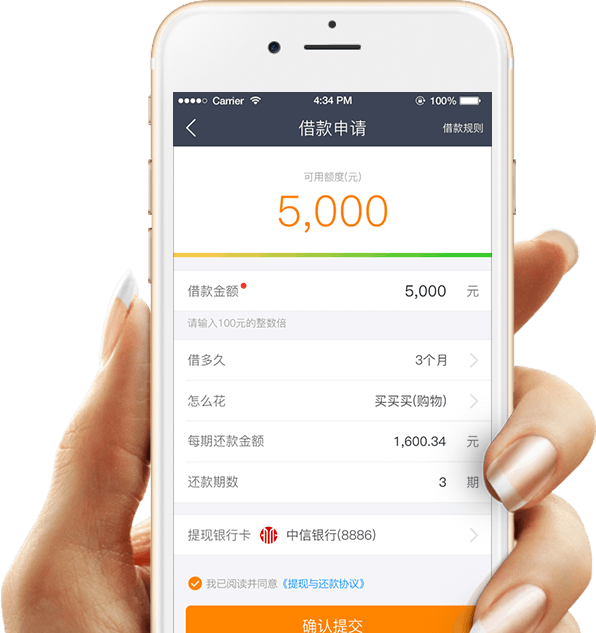 Carrier 4:34 PM 100%
借款申请 借款规则
可用额度(元)
5,000
借款金额 5,000 元
请输入100元的整数倍
借多久 3个月
怎么花 买买买(购物)
每期还款金额 1,600.34 元
还款期数 3 期
提现银行卡 中信银行(8886)
我已阅读并同意《提现与还款协议》
确认提交